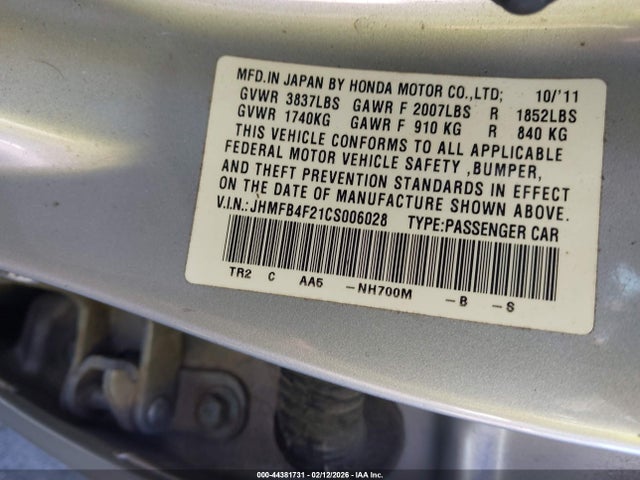 MFD.IN JAPAN BY HONDA MOTOR CO.,LTD; 10/'11
GVWR 3837LBS GAWR F 2007LBS R 1852LBS
GVWR 1740KG GAWR F 910 KG R 840 KG
THIS VEHICLE CONFORMS TO ALL APPLICABLE
FEDERAL MOTOR VEHICLE SAFETY ,BUMPER,
AND THEFT PREVENTION STANDARDS IN EFFECT
ON THE DATE OF MANUFACTURE SHOWN ABOVE.
V.I.N.:JHMFB4F21CS006028 TYPE:PASSENGER CAR
TR2 C AA5 -NH700M -B -S
000-44381731 - 02/12/2026 - IAA Inc.